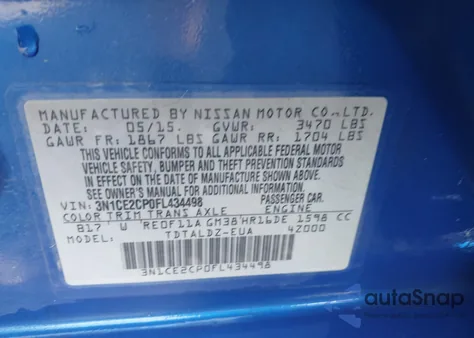 MANUFACTURED BY NISSAN MOTOR CO.,LTD.
DATE: 05/15. GVWR: 3470 LBS
GAWR FR: 1867 LBS GAWR RR: 1704 LBS
THIS VEHICLE CONFORMS TO ALL APPLICABLE FEDERAL MOTOR
VEHICLE SAFETY, BUMPER AND THEFT PREVENTION STANDARDS
IN EFFECT ON THE DATE OF MANUFACTURE SHOWN ABOVE.
SEE OWNER'S MANUAL FOR ADDITIONAL INFORMATION
VIN: 3N1CE2CP0FL434498 PASSENGER CAR
COLOR TRIM TRANS AXLE ENGINE
B17 W RE0F11A GM38 HR16DE 1598 CC
MODEL: TDTALDZ-EUA 4Z000
3N1CE2CP0FL434498
autoSnap